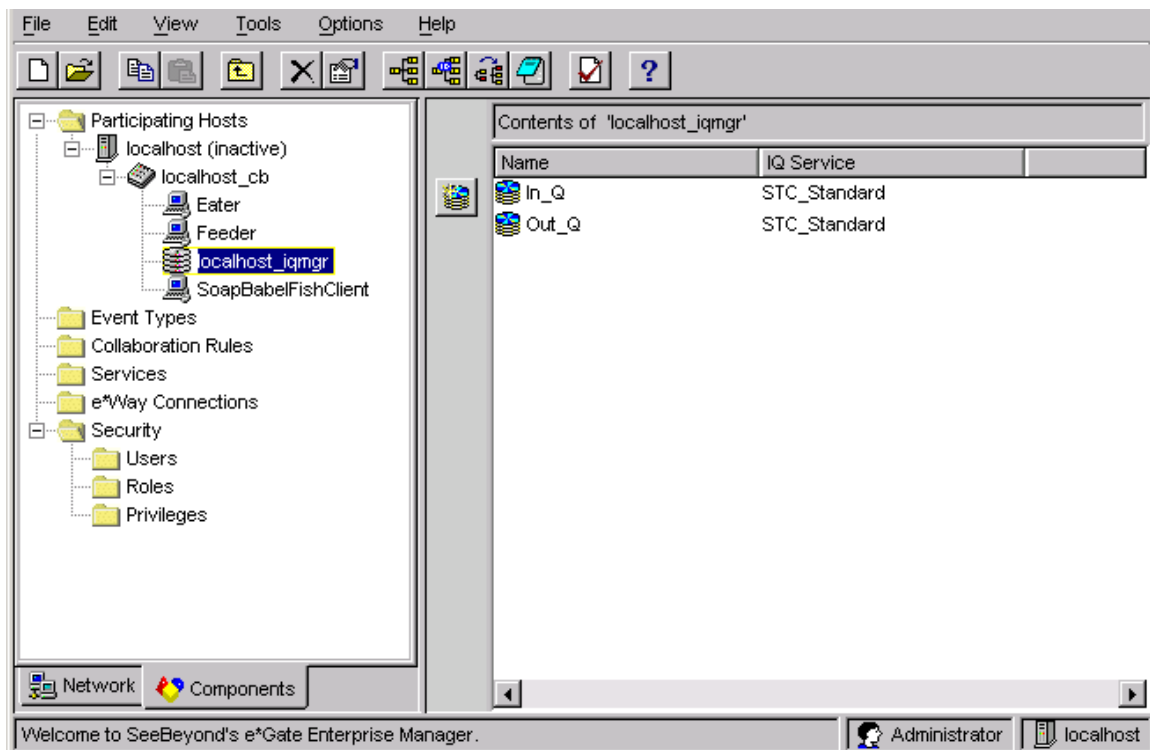 File Edit View Tools Options Help
?
Participating Hosts
localhost (inactive)
localhost_cb
Eater
Feeder
localhost_iqmgr
SoapBabelFishClient
Event Types
Collaboration Rules
Services
e*Way Connections
Security
Users
Roles
Privileges
Network Components
Contents of 'localhost_iqmgr'
Name IQ Service
In_Q STC_Standard
Out_Q STC_Standard
Welcome to SeeBeyond's e*Gate Enterprise Manager. Administrator localhost